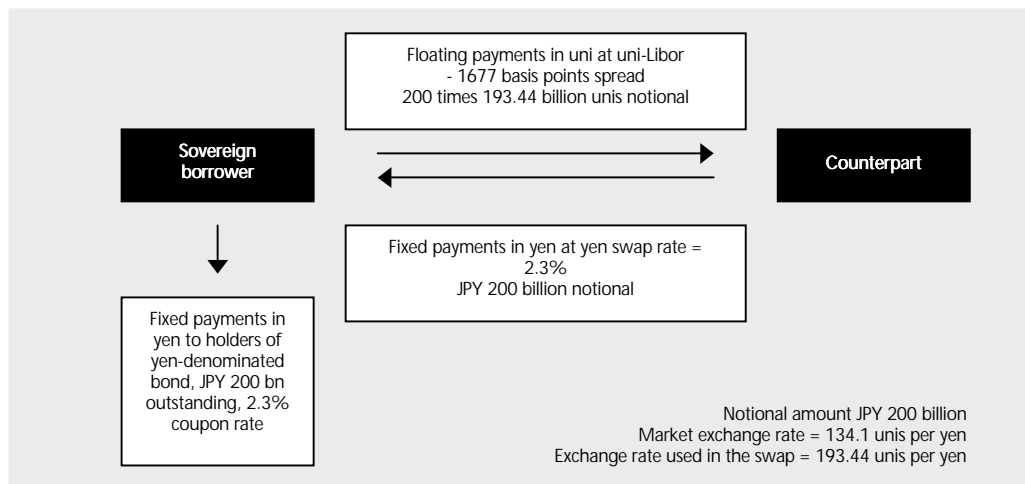 Floating payments in uni at uni-Libor
- 1677 basis points spread
200 times 193.44 billion unis notional
Sovereign
borrower
Counterpart
Fixed payments in yen at yen swap rate =
2.3%
JPY 200 billion notional
Fixed payments in
yen to holders of
yen-denominated
bond, JPY 200 bn
outstanding, 2.3%
coupon rate
Notional amount JPY 200 billion
Market exchange rate = 134.1 unis per yen
Exchange rate used in the swap = 193.44 unis per yen